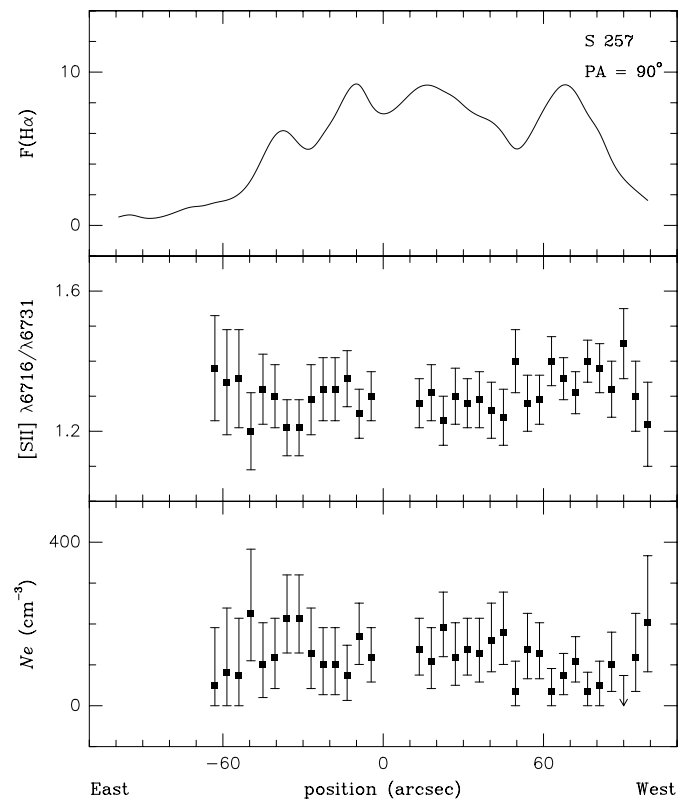 S 257
PA = 90°
10
0
F(Hα)
1.6
1.2
[SII] λ6716/λ6731
400
0
Ne (cm⁻³)
−60 0 60
East position (arcsec) West